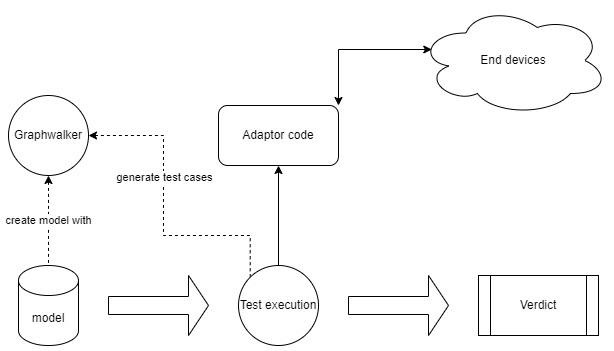 End devices
Graphwalker
Adaptor code
generate test cases
create model with
model
Test execution
Verdict